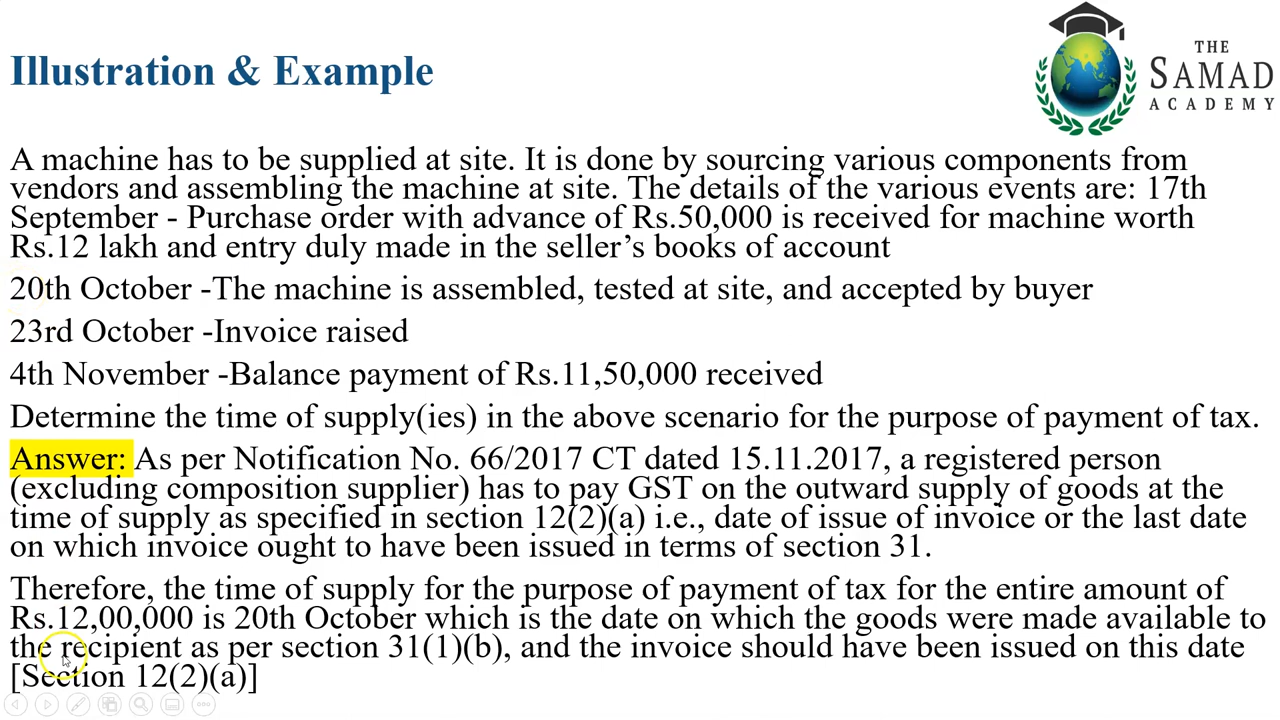 Illustration & Example
THE
SAMAD
ACADEMY
A machine has to be supplied at site. It is done by sourcing various components from
vendors and assembling the machine at site. The details of the various events are: 17th
September - Purchase order with advance of Rs.50,000 is received for machine worth
Rs.12 lakh and entry duly made in the seller’s books of account
20th October -The machine is assembled, tested at site, and accepted by buyer
23rd October -Invoice raised
4th November -Balance payment of Rs.11,50,000 received
Determine the time of supply(ies) in the above scenario for the purpose of payment of tax.
Answer: As per Notification No. 66/2017 CT dated 15.11.2017, a registered person
(excluding composition supplier) has to pay GST on the outward supply of goods at the
time of supply as specified in section 12(2)(a) i.e., date of issue of invoice or the last date
on which invoice ought to have been issued in terms of section 31.
Therefore, the time of supply for the purpose of payment of tax for the entire amount of
Rs.12,00,000 is 20th October which is the date on which the goods were made available to
the recipient as per section 31(1)(b), and the invoice should have been issued on this date
[Section 12(2)(a)]